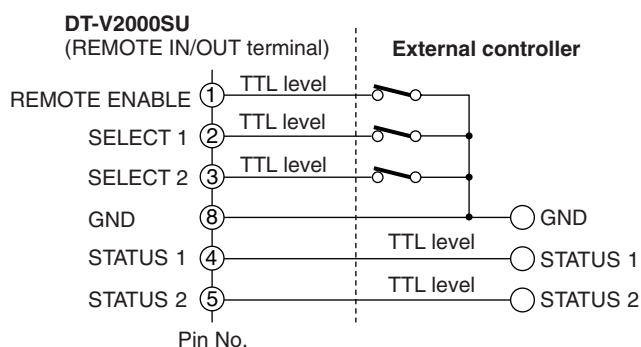 DT-V2000SU
(REMOTE IN/OUT terminal)
External controller
REMOTE ENABLE 1 TTL level
SELECT 1 2 TTL level
SELECT 2 3 TTL level
GND 8 GND
STATUS 1 4 TTL level STATUS 1
STATUS 2 5 TTL level STATUS 2
Pin No.